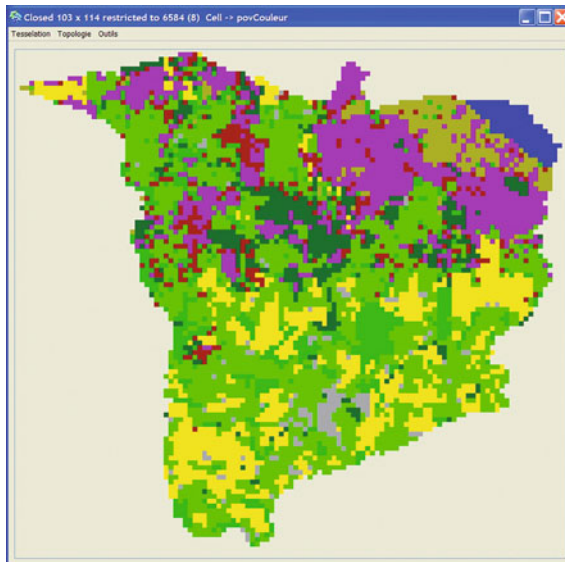 Closed 103 x 114 restricted to 6584 (8) Cell -> povCouleur
Tesselation Topologie Outils